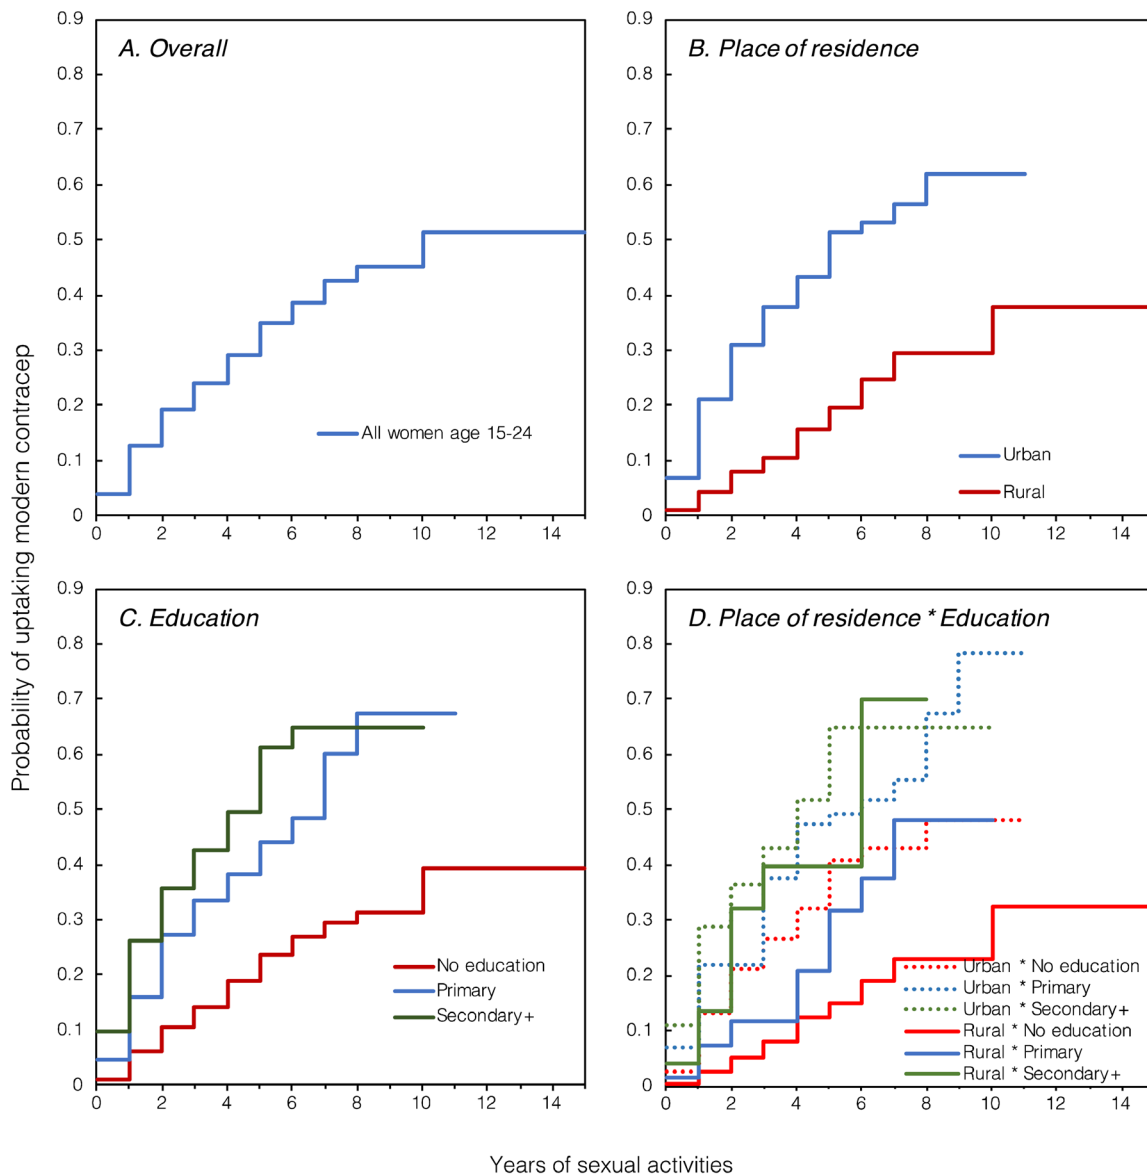 Probability of uptaking modern contracep
A. Overall
0.9
0.8
0.7
0.6
0.5
0.4
0.3
0.2
0.1
0
All women age 15-24
0 2 4 6 8 10 12 14
B. Place of residence
0.9
0.8
0.7
0.6
0.5
0.4
0.3
0.2
0.1
0
Urban
Rural
0 2 4 6 8 10 12 14
C. Education
0.9
0.8
0.7
0.6
0.5
0.4
0.3
0.2
0.1
0
No education
Primary
Secondary+
0 2 4 6 8 10 12 14
D. Place of residence * Education
0.9
0.8
0.7
0.6
0.5
0.4
0.3
0.2
0.1
0
Urban * No education
Urban * Primary
Urban * Secondary+
Rural * No education
Rural * Primary
Rural * Secondary+
0 2 4 6 8 10 12 14
Years of sexual activities